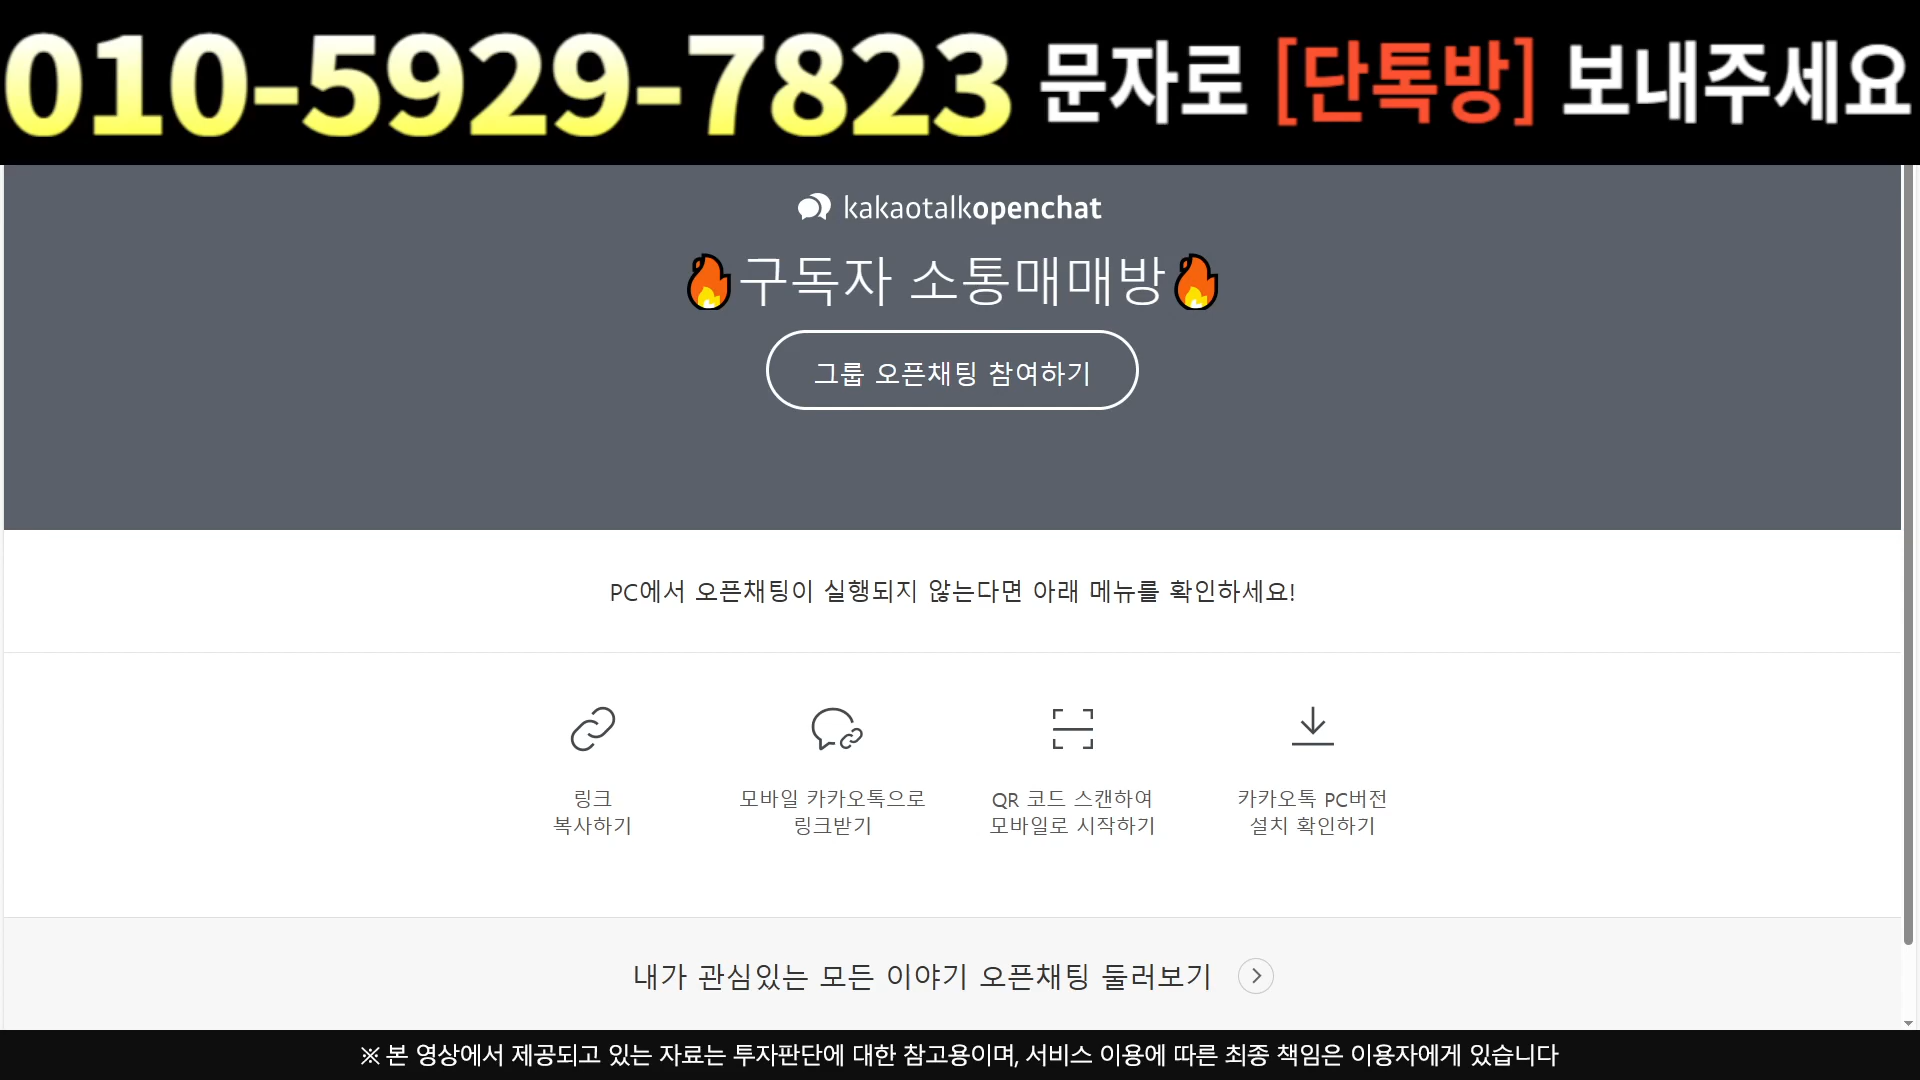 010-5929-7823 문자로 [단톡방] 보내주세요
kakaotalkopenchat
🔥구독자 소통매매방🔥
그룹 오픈채팅 참여하기
PC에서 오픈채팅이 실행되지 않는다면 아래 메뉴를 확인하세요!
링크
복사하기
모바일 카카오톡으로
링크받기
QR 코드 스캔하여
모바일로 시작하기
카카오톡 PC버전
설치 확인하기
내가 관심있는 모든 이야기 오픈채팅 둘러보기
※ 본 영상에서 제공되고 있는 자료는 투자판단에 대한 참고용이며, 서비스 이용에 따른 최종 책임은 이용자에게 있습니다